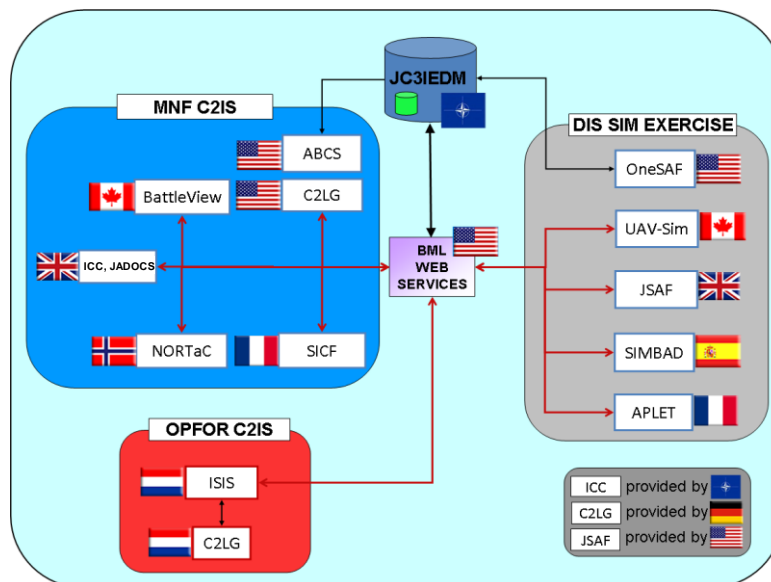 JC3IEDM
MNF C2IS
ABCS
BattleView
C2LG
ICC, JADOCS
NORTaC
SICF
BML
WEB
SERVICES
DIS SIM EXERCISE
OneSAF
UAV-Sim
JSAF
SIMBAD
APLET
OPFOR C2IS
ISIS
C2LG
ICC provided by
C2LG provided by
JSAF provided by